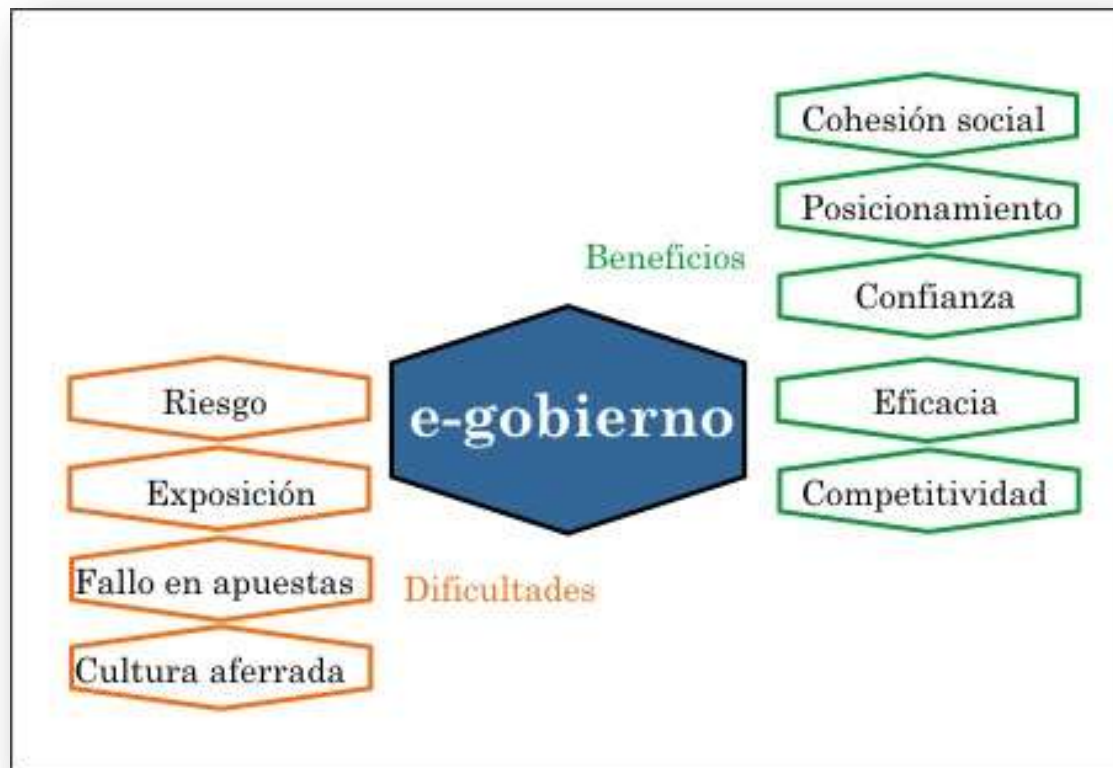 Cohesión social
Posicionamiento
Beneficios
Confianza
e-gobierno
Riesgo
Eficacia
Exposición
Competitividad
Fallo en apuestas
Dificultades
Cultura aferrada